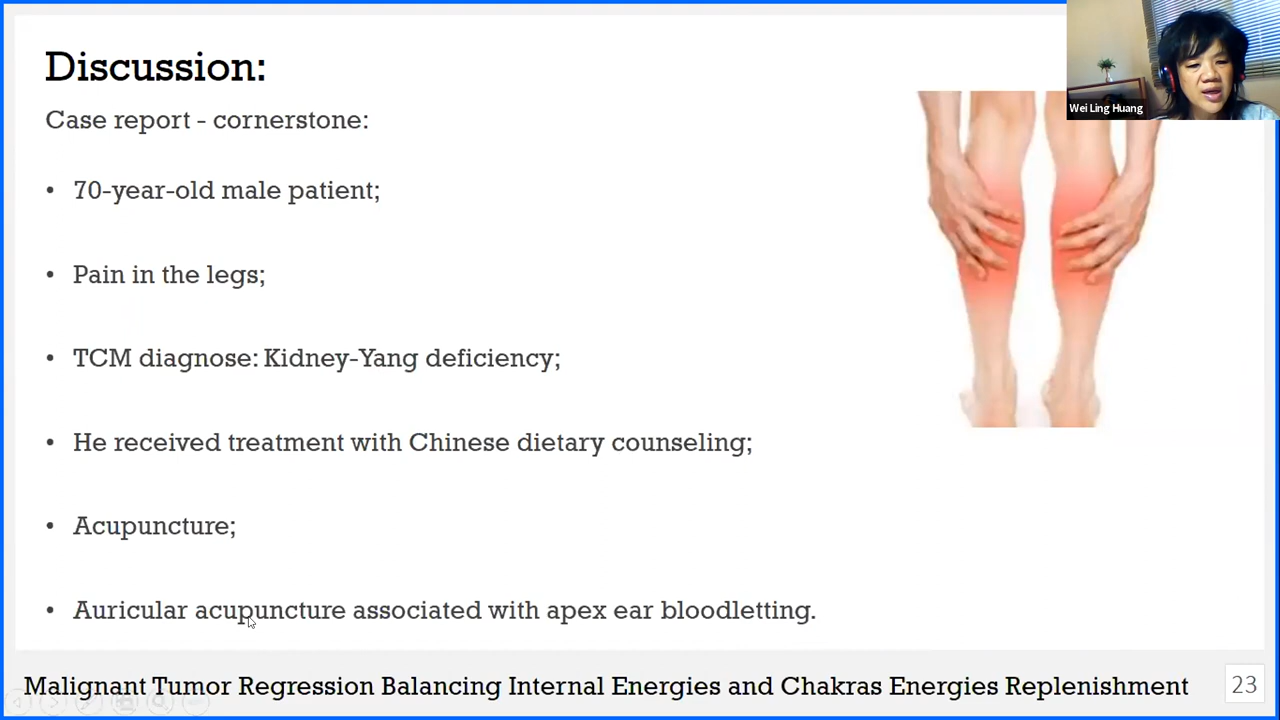 Discussion:
Wei Ling Huang
Case report - cornerstone:
• 70-year-old male patient;
• Pain in the legs;
• TCM diagnose: Kidney-Yang deficiency;
• He received treatment with Chinese dietary counseling;
• Acupuncture;
• Auricular acupuncture associated with apex ear bloodletting.
Malignant Tumor Regression Balancing Internal Energies and Chakras Energies Replenishment
23